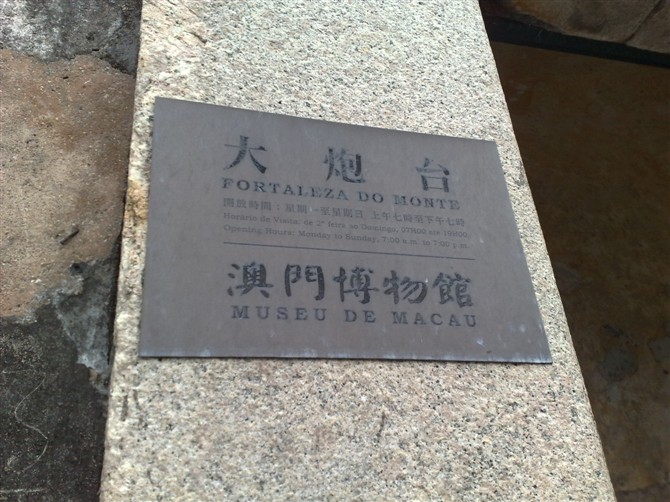 大炮台
FORTALEZA DO MONTE
開放時間：星期一至星期日 上午七時至下午七時
Horário de Visita: de 2ª feira ao Domingo, 07H00 até 19H00.
Opening Hours: Monday to Sunday, 7:00 a.m. to 7:00 p.m.
澳門博物館
MUSEU DE MACAU